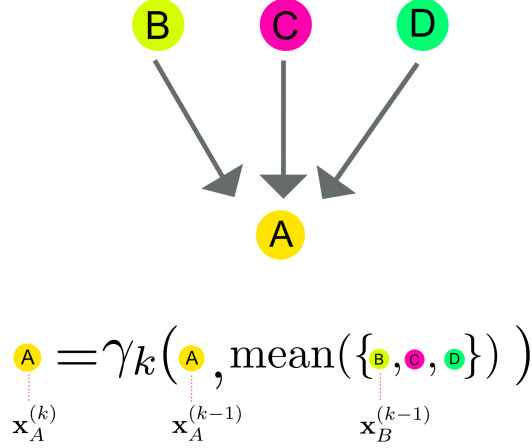 B C D
A
A = γₖ( A , mean({ B , C , D }) )
x_A^(k) x_A^(k−1) x_B^(k−1)